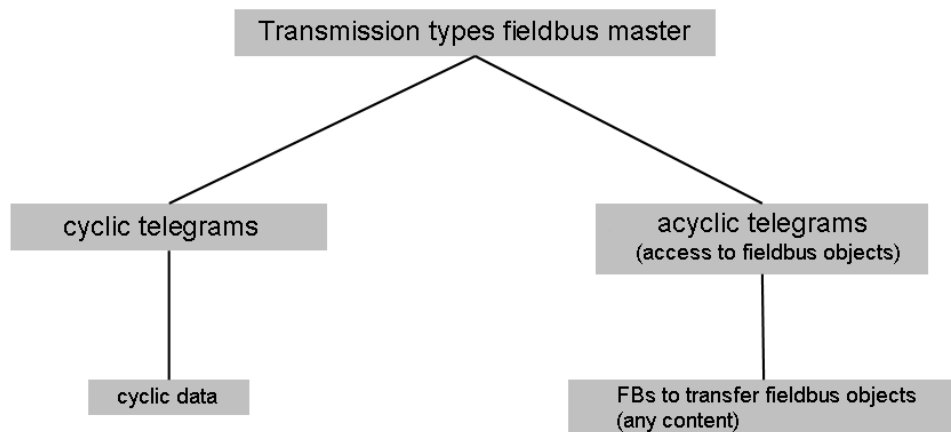 Transmission types fieldbus master
cyclic telegrams
acyclic telegrams
(access to fieldbus objects)
cyclic data
FBs to transfer fieldbus objects
(any content)